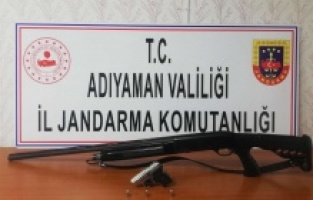 T.C.
ADIYAMAN VALİLİĞİ
İL JANDARMA KOMUTANLIĞI